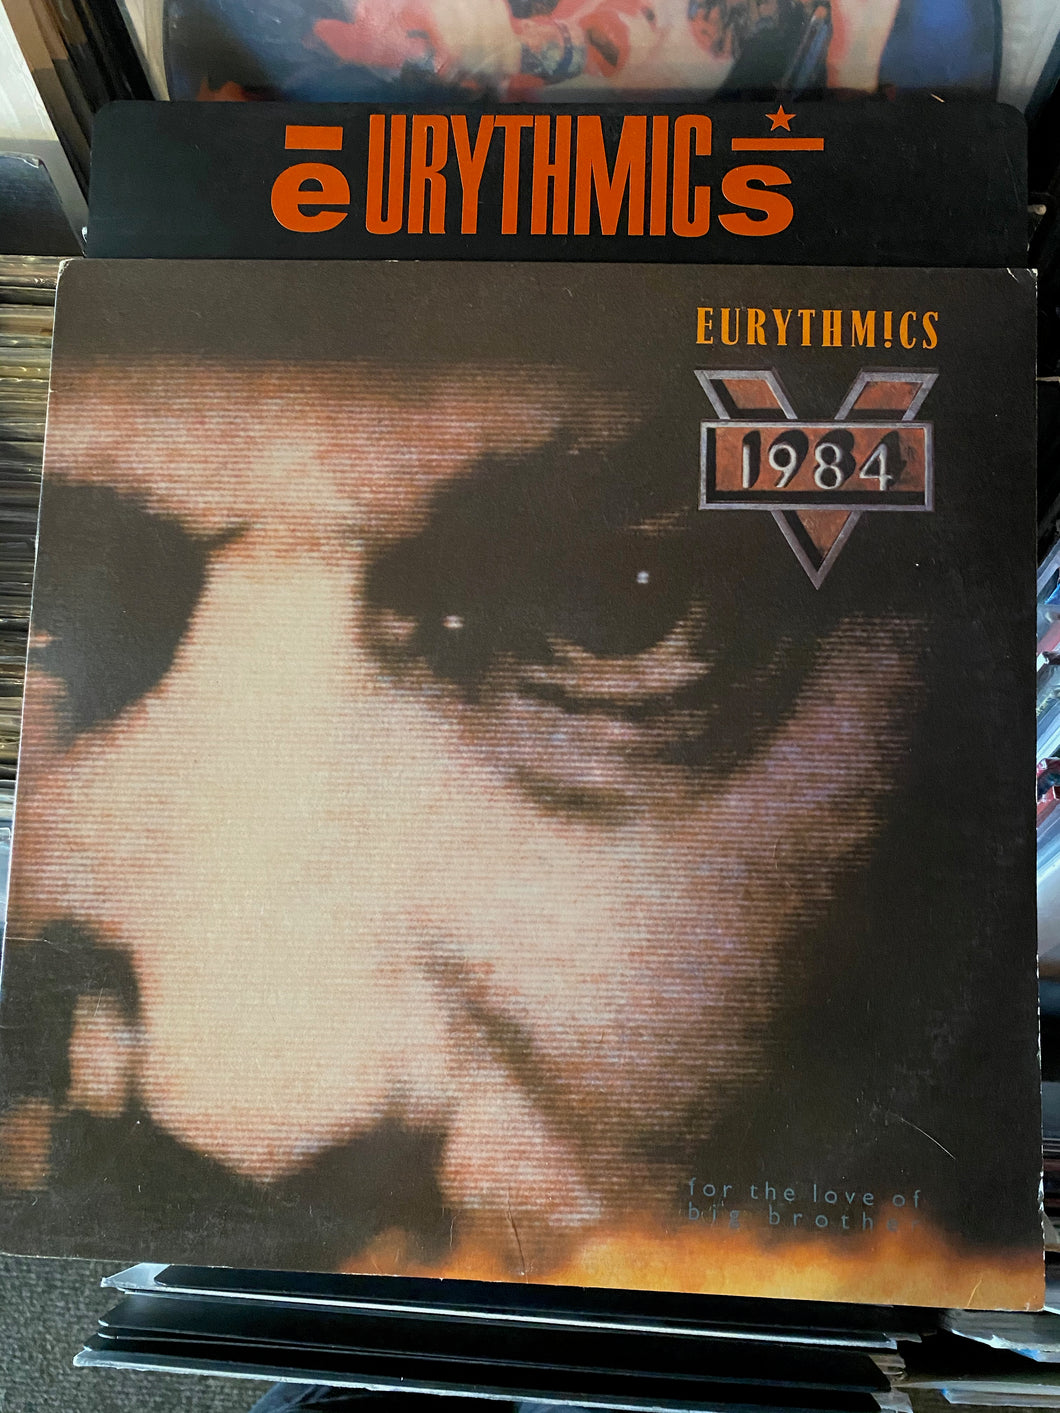 eURYTHMICs
EURYTHM!CS
1984
for the love of
big brother